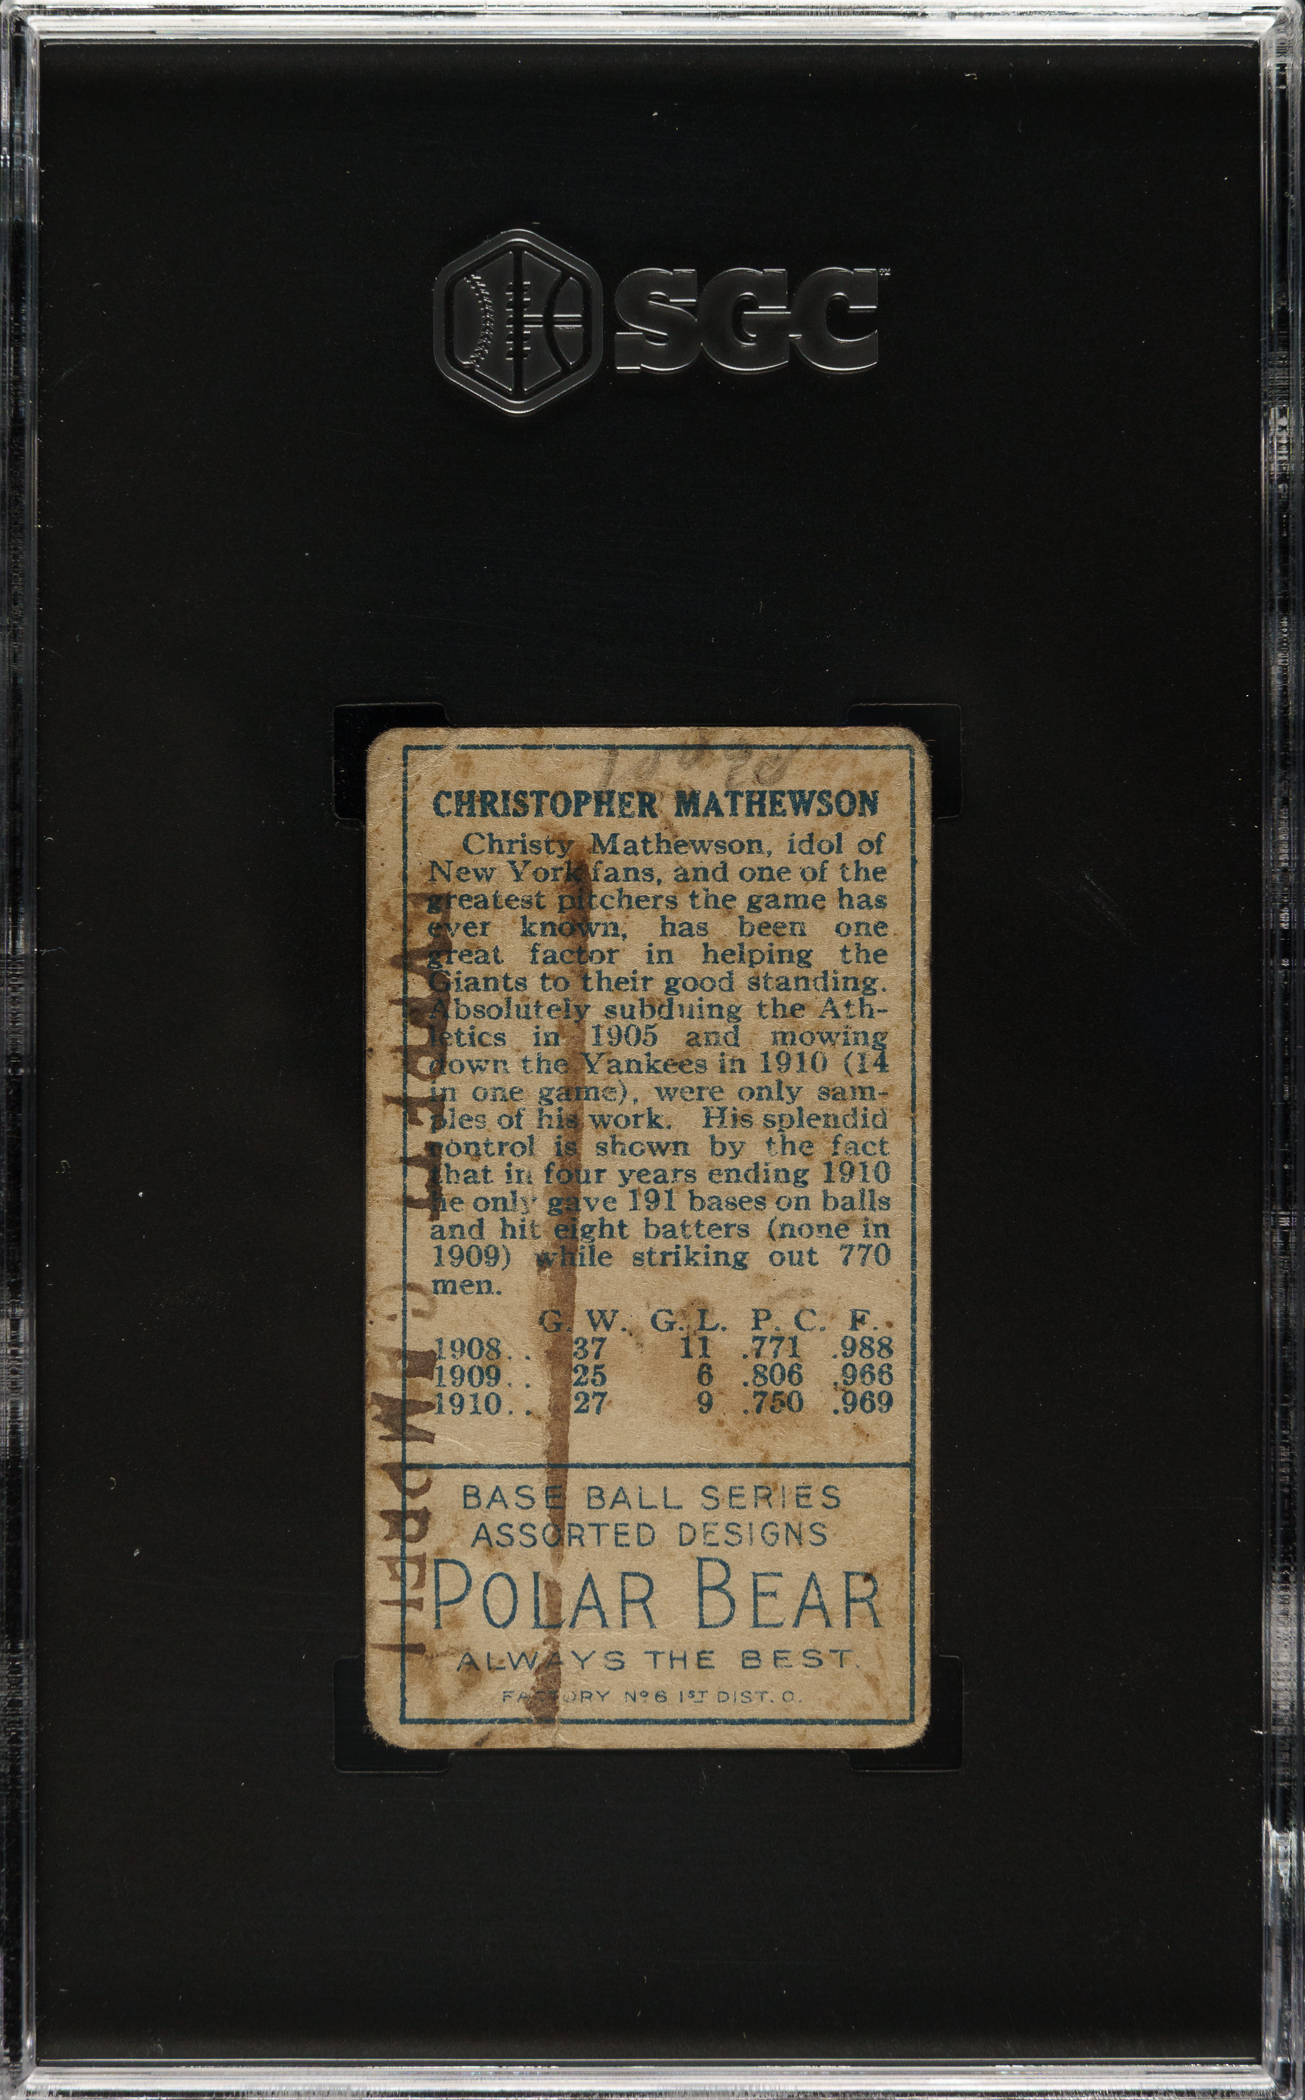 SGC
CHRISTOPHER MATHEWSON
Christy Mathewson, idol of
New York fans, and one of the
greatest pitchers the game has
ever known, has been one
great factor in helping the
Giants to their good standing.
Absolutely subduing the Ath-
letics in 1905 and mowing
down the Yankees in 1910 (14
in one game), were only sam-
ples of his work. His splendid
control is shown by the fact
that in four years ending 1910
he only gave 191 bases on balls
and hit eight batters (none in
1909) while striking out 770
men.
G. W. G. L. P. C. F.
1908.. 37 11 .771 .988
1909.. 25 6 .806 .966
1910.. 27 9 .750 .969
BASE BALL SERIES
ASSORTED DESIGNS
POLAR BEAR
ALWAYS THE BEST.
FACTORY Nº 6 1ST DIST. O.